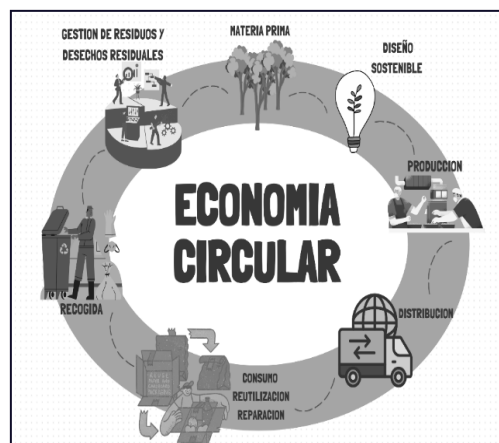 GESTION DE RESIDUOS Y
DESECHOS RESIDUALES
MATERIA PRIMA
DISEÑO
SOSTENIBLE
PRODUCCION
ECONOMIA
CIRCULAR
DISTRIBUCION
CONSUMO
REUTILIZACION
REPARACION
RECOGIDA